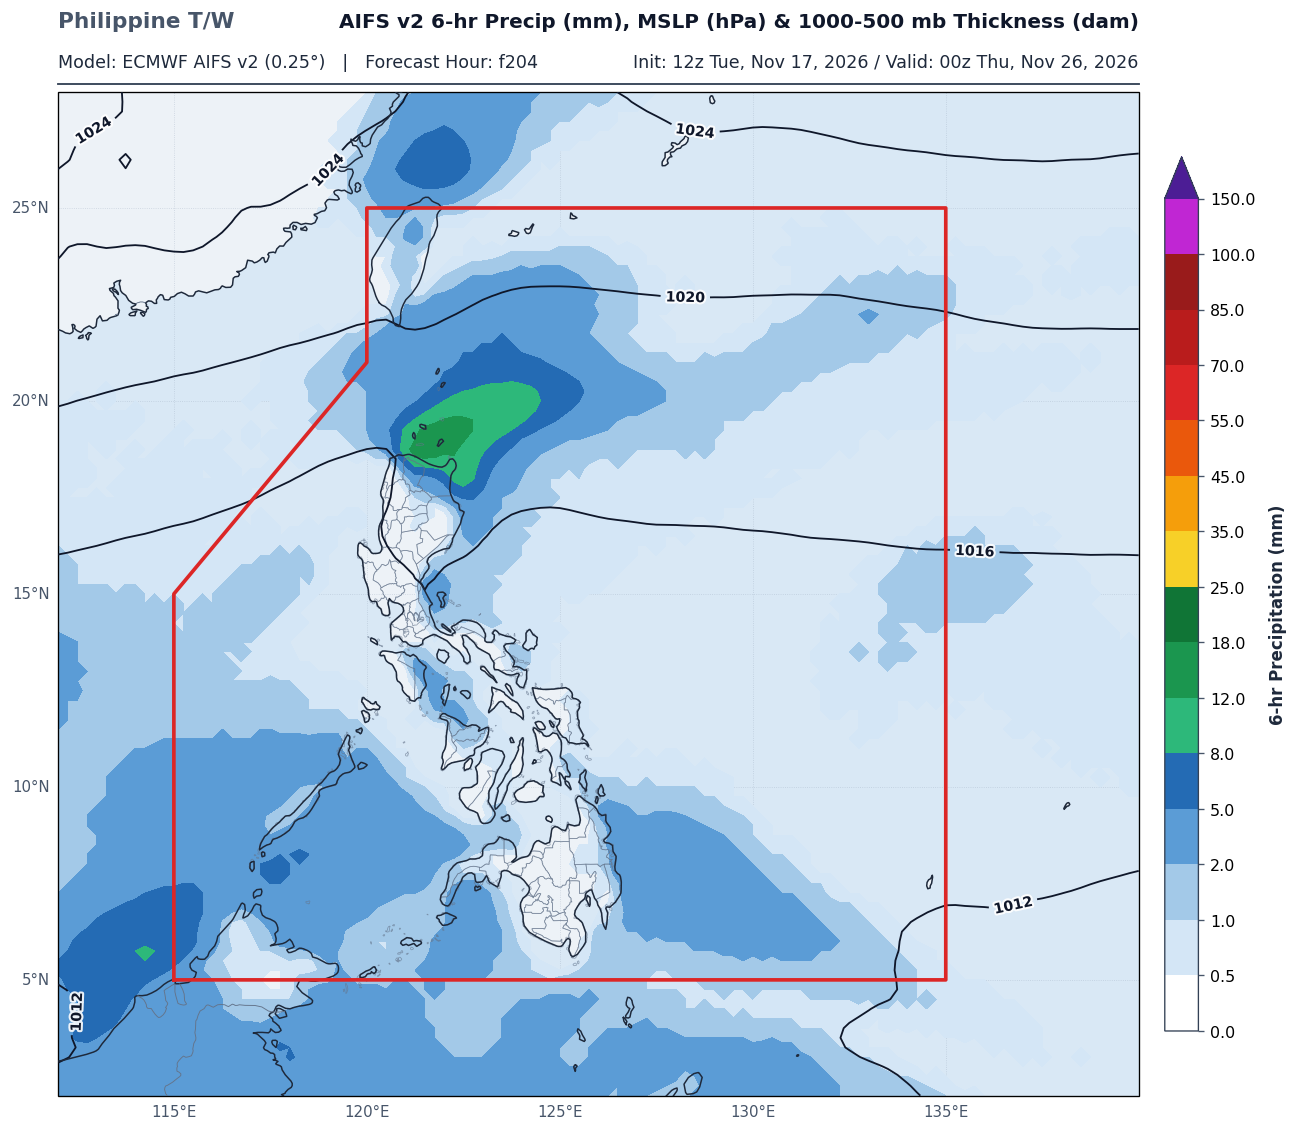 Philippine T/W
AIFS v2 6-hr Precip (mm), MSLP (hPa) & 1000-500 mb Thickness (dam)
Model: ECMWF AIFS v2 (0.25°) | Forecast Hour: f204
Init: 12z Tue, Nov 17, 2026 / Valid: 00z Thu, Nov 26, 2026
1024
1024
1024
1020
1016
1012
1012
25°N
20°N
15°N
10°N
5°N
115°E
120°E
125°E
130°E
135°E
150.0
100.0
85.0
70.0
55.0
45.0
35.0
25.0
18.0
12.0
8.0
5.0
2.0
1.0
0.5
0.0
6-hr Precipitation (mm)